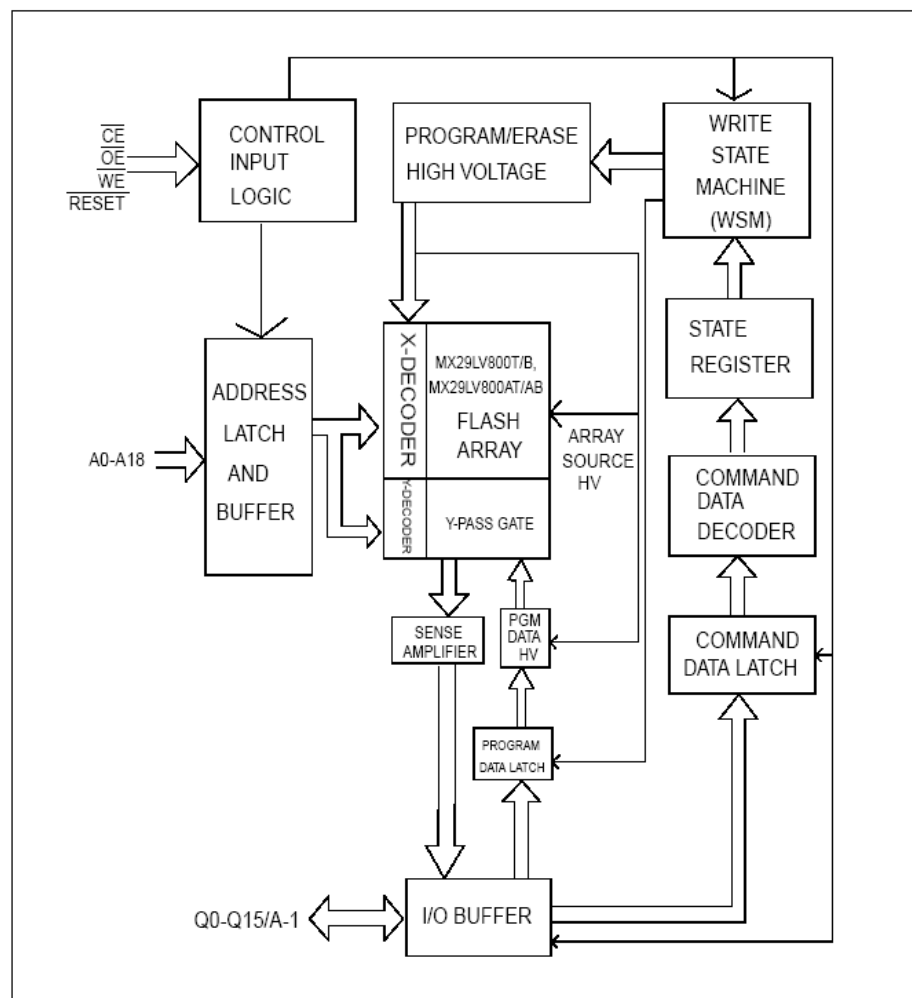 CE
OE
WE
RESET
CONTROL
INPUT
LOGIC
PROGRAM/ERASE
HIGH VOLTAGE
WRITE
STATE
MACHINE
(WSM)
STATE
REGISTER
A0-A18
ADDRESS
LATCH
AND
BUFFER
X-DECODER
MX29LV800T/B,
MX29LV800AT/AB
FLASH
ARRAY
ARRAY
SOURCE
HV
Y-DECODER
Y-PASS GATE
COMMAND
DATA
DECODER
SENSE
AMPLIFIER
PGM
DATA
HV
COMMAND
DATA LATCH
PROGRAM
DATA LATCH
Q0-Q15/A-1
I/O BUFFER